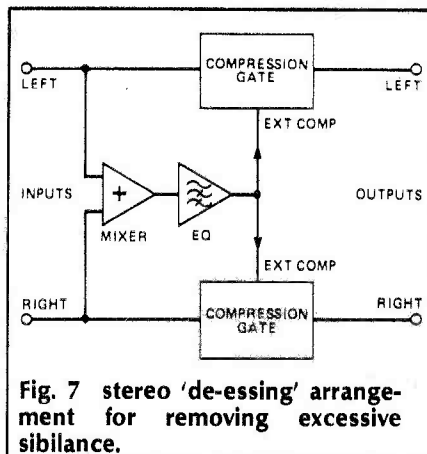 COMPRESSION
GATE
LEFT
LEFT
EXT COMP
INPUTS
+
MIXER
EQ
OUTPUTS
EXT COMP
RIGHT
COMPRESSION
GATE
RIGHT
Fig. 7 stereo 'de-essing' arrange-
ment for removing excessive
sibilance.